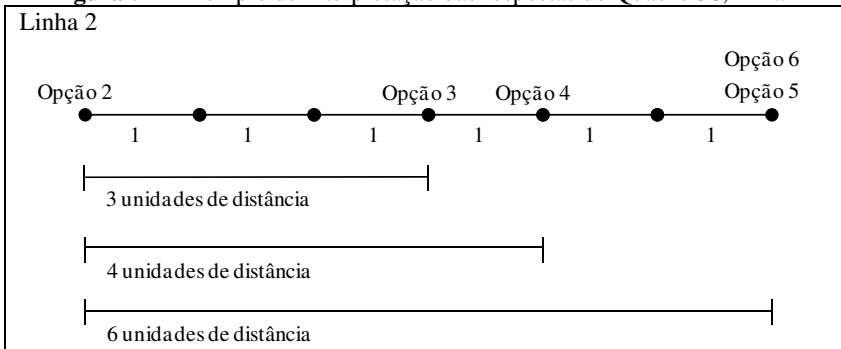 Linha 2
Opção 6
Opção 2 Opção 3 Opção 4 Opção 5
1 1 1 1 1 1
3 unidades de distância
4 unidades de distância
6 unidades de distância